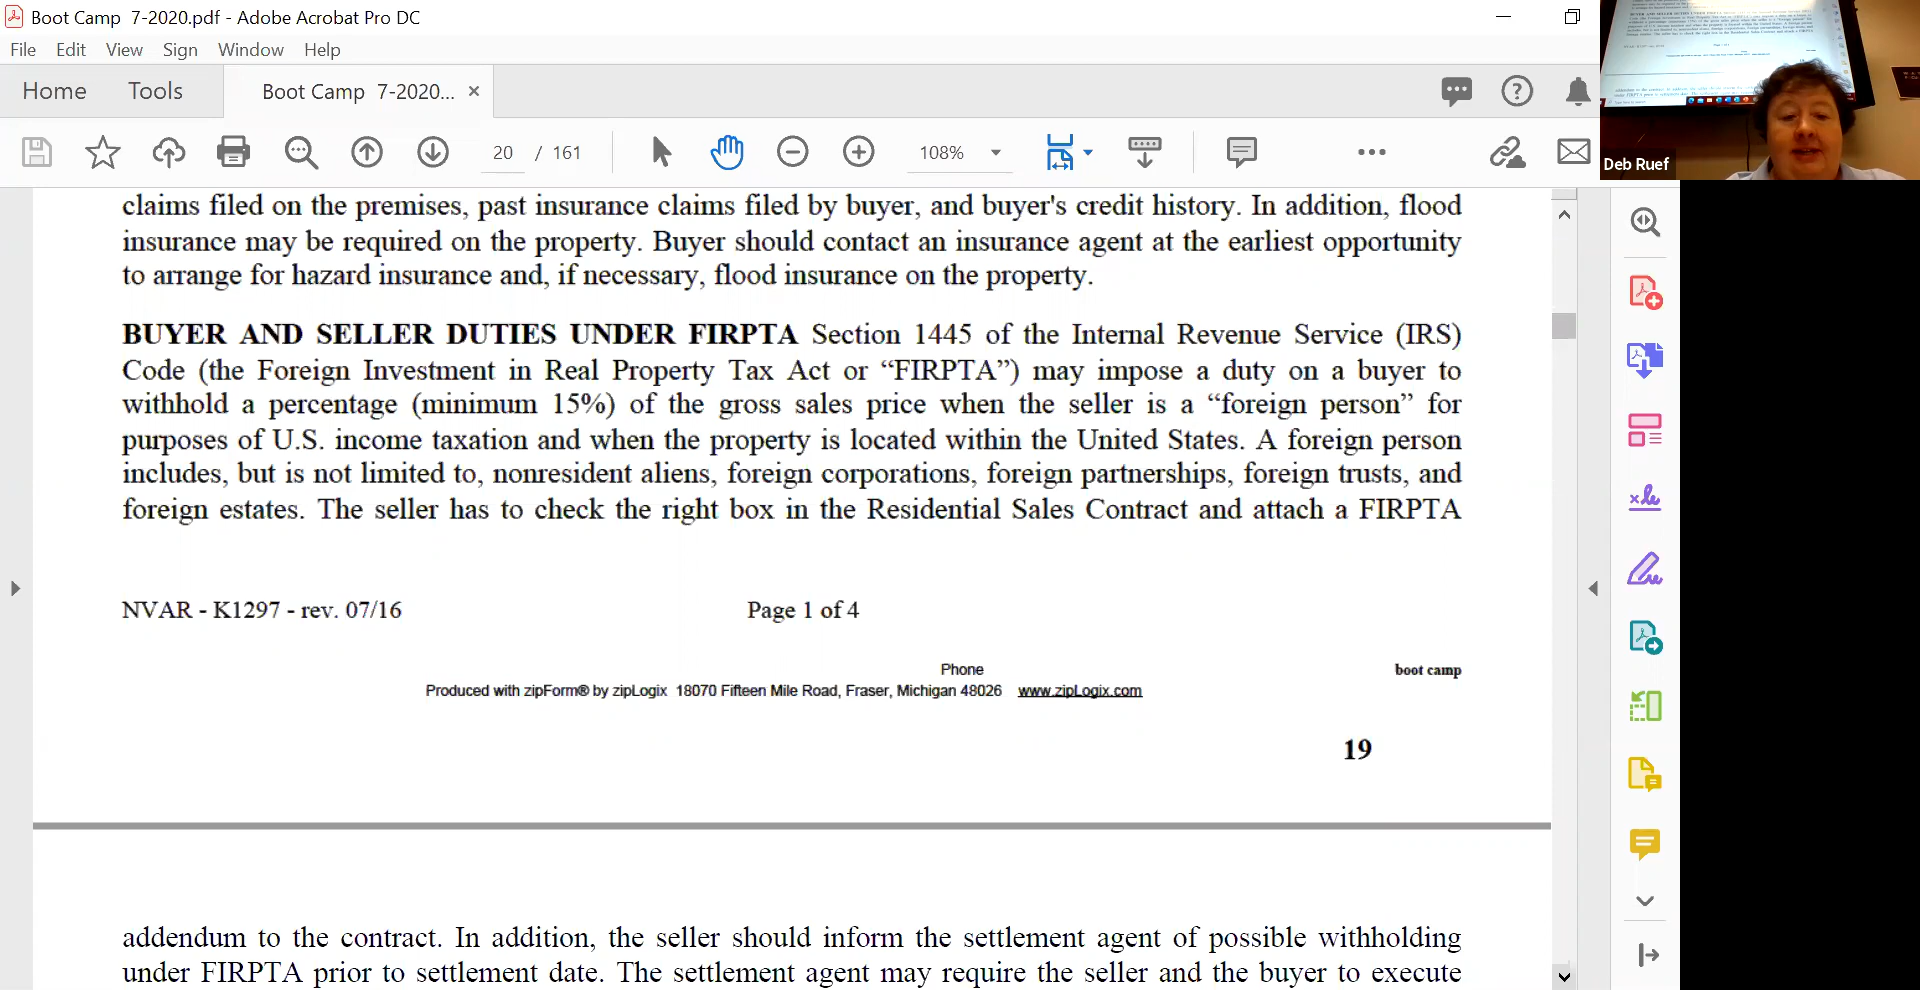 Boot Camp 7-2020.pdf - Adobe Acrobat Pro DC
File Edit View Sign Window Help
Home Tools Boot Camp 7-2020... ×
20 / 161 108%
Deb Ruef
claims filed on the premises, past insurance claims filed by buyer, and buyer's credit history. In addition, flood
insurance may be required on the property. Buyer should contact an insurance agent at the earliest opportunity
to arrange for hazard insurance and, if necessary, flood insurance on the property.
BUYER AND SELLER DUTIES UNDER FIRPTA Section 1445 of the Internal Revenue Service (IRS)
Code (the Foreign Investment in Real Property Tax Act or “FIRPTA”) may impose a duty on a buyer to
withhold a percentage (minimum 15%) of the gross sales price when the seller is a “foreign person” for
purposes of U.S. income taxation and when the property is located within the United States. A foreign person
includes, but is not limited to, nonresident aliens, foreign corporations, foreign partnerships, foreign trusts, and
foreign estates. The seller has to check the right box in the Residential Sales Contract and attach a FIRPTA
NVAR - K1297 - rev. 07/16 Page 1 of 4
Phone boot camp
Produced with zipForm® by zipLogix 18070 Fifteen Mile Road, Fraser, Michigan 48026 www.zipLogix.com
19
addendum to the contract. In addition, the seller should inform the settlement agent of possible withholding
under FIRPTA prior to settlement date. The settlement agent may require the seller and the buyer to execute